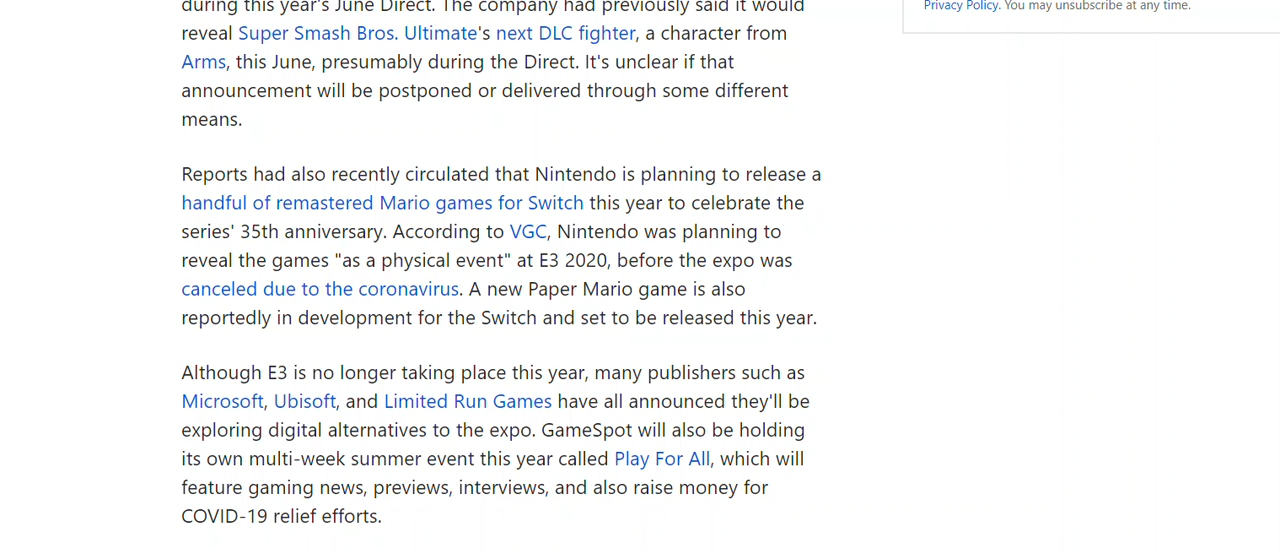 during this year's June Direct. The company had previously said it would
reveal Super Smash Bros. Ultimate's next DLC fighter, a character from
Arms, this June, presumably during the Direct. It's unclear if that
announcement will be postponed or delivered through some different
means.
Reports had also recently circulated that Nintendo is planning to release a
handful of remastered Mario games for Switch this year to celebrate the
series' 35th anniversary. According to VGC, Nintendo was planning to
reveal the games "as a physical event" at E3 2020, before the expo was
canceled due to the coronavirus. A new Paper Mario game is also
reportedly in development for the Switch and set to be released this year.
Although E3 is no longer taking place this year, many publishers such as
Microsoft, Ubisoft, and Limited Run Games have all announced they'll be
exploring digital alternatives to the expo. GameSpot will also be holding
its own multi-week summer event this year called Play For All, which will
feature gaming news, previews, interviews, and also raise money for
COVID-19 relief efforts.
Privacy Policy. You may unsubscribe at any time.